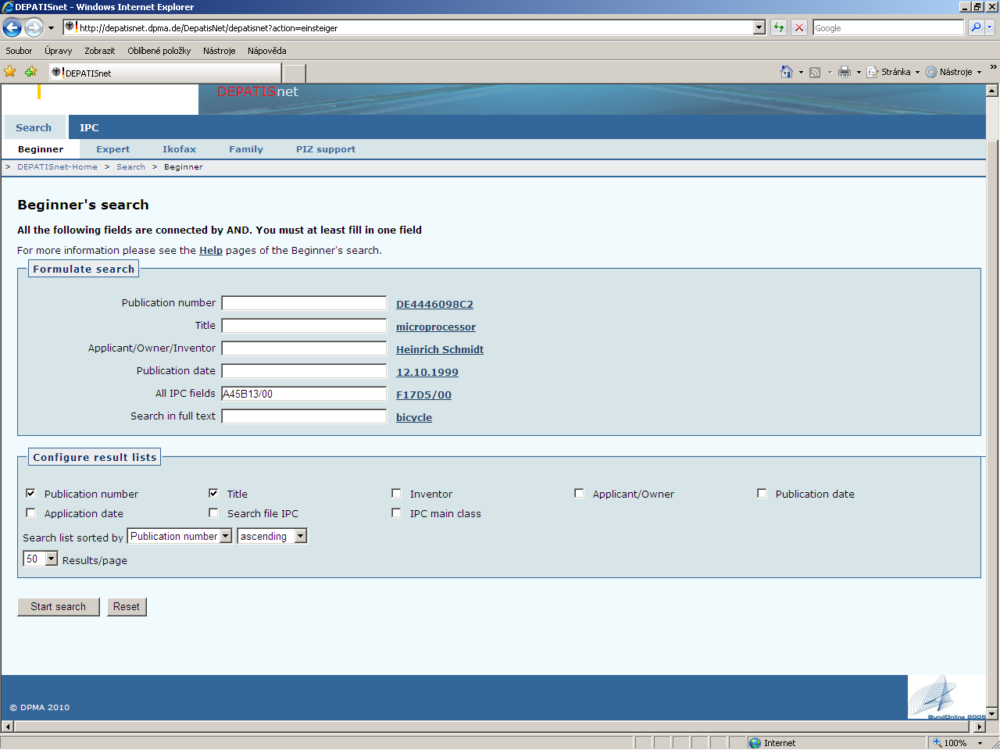 DEPATISnet - Windows Internet Explorer
http://depatisnet.dpma.de/DepatisNet/depatisnet?action=einsteiger
Google
Soubor Úpravy Zobrazit Oblíbené položky Nástroje Nápověda
DEPATISnet
Stránka Nástroje »
DEPATISnet
Search IPC
Beginner Expert Ikofax Family PIZ support
> DEPATISnet-Home > Search > Beginner
Beginner's search
All the following fields are connected by AND. You must at least fill in one field
For more information please see the Help pages of the Beginner's search.
Formulate search
Publication number DE4446098C2
Title microprocessor
Applicant/Owner/Inventor Heinrich Schmidt
Publication date 12.10.1999
All IPC fields A45B13/00 F17D5/00
Search in full text bicycle
Configure result lists
Publication number Title Inventor Applicant/Owner Publication date
Application date Search file IPC IPC main class
Search list sorted by Publication number ascending
50 Results/page
Start search Reset
© DPMA 2010
BundOnline 2005
Internet 100%